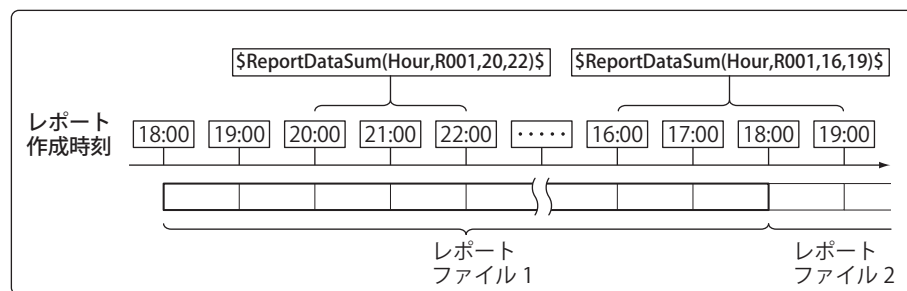 $ReportDataSum(Hour,R001,20,22)$ $ReportDataSum(Hour,R001,16,19)$
レポート
作成時刻
18:00 19:00 20:00 21:00 22:00 ····· 16:00 17:00 18:00 19:00
レポート
ファイル 1
レポート
ファイル 2